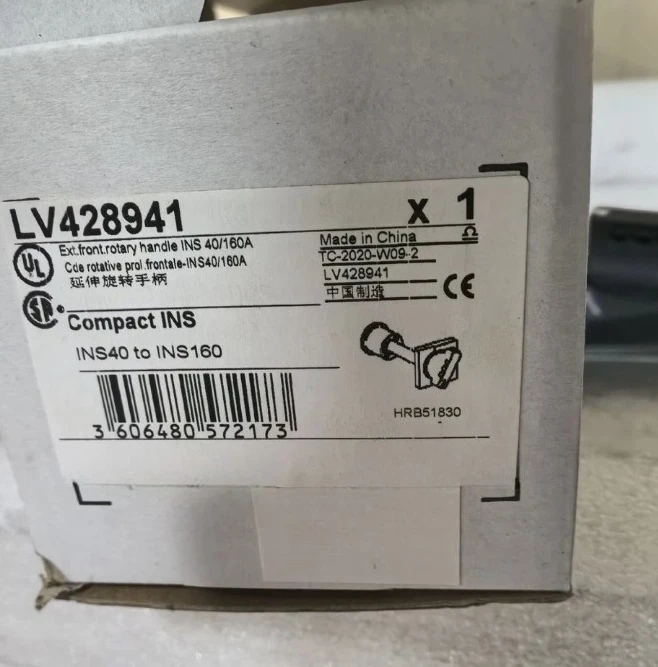 LV428941
x 1
Ext.front.rotary handle INS 40/160A
Cde rotative prol.frontale-INS40/160A
延伸旋转手柄
UL
Made in China
TC-2020-W09-2
LV428941
中国制造
CE
SA
Compact INS
INS40 to INS160
HRB51830
3 606480 572173